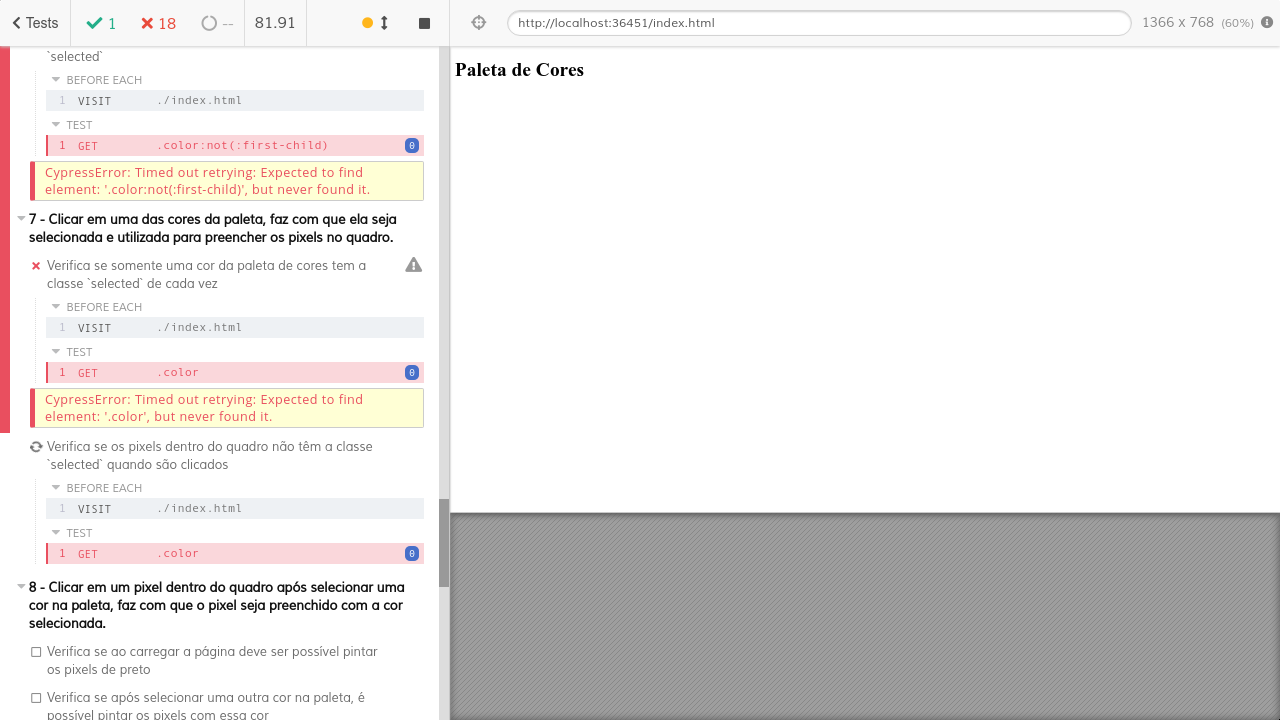 Tests
1
18
--
81.91
http://localhost:36451/index.html
1366 x 768 (60%)
`selected`
BEFORE EACH
1 VISIT ./index.html
TEST
1 GET .color:not(:first-child) 0
CypressError: Timed out retrying: Expected to find
element: '.color:not(:first-child)', but never found it.
7 - Clicar em uma das cores da paleta, faz com que ela seja
selecionada e utilizada para preencher os pixels no quadro.
Verifica se somente uma cor da paleta de cores tem a
classe `selected` de cada vez
BEFORE EACH
1 VISIT ./index.html
TEST
1 GET .color 0
CypressError: Timed out retrying: Expected to find
element: '.color', but never found it.
Verifica se os pixels dentro do quadro não têm a classe
`selected` quando são clicados
BEFORE EACH
1 VISIT ./index.html
TEST
1 GET .color 0
8 - Clicar em um pixel dentro do quadro após selecionar uma
cor na paleta, faz com que o pixel seja preenchido com a cor
selecionada.
Verifica se ao carregar a página deve ser possível pintar
os pixels de preto
Verifica se após selecionar uma outra cor na paleta, é
possível pintar os pixels com essa cor
Paleta de Cores